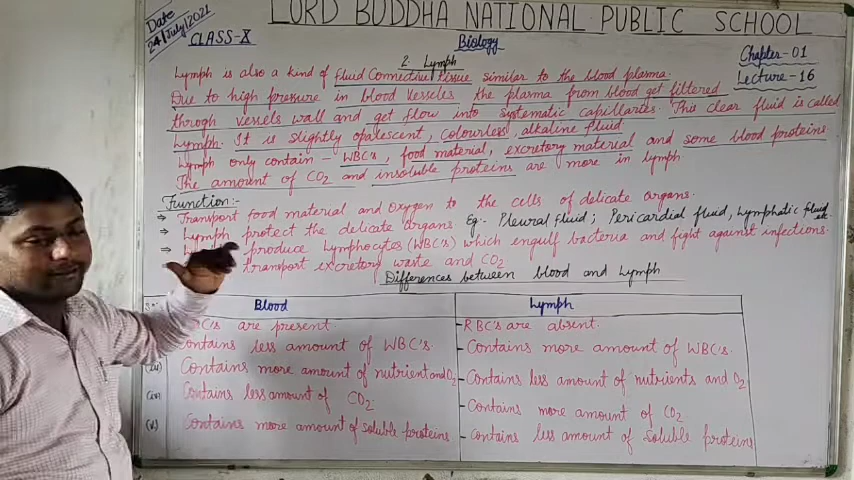 LORD BUDDHA NATIONAL PUBLIC SCHOOL
Date
24/July/2021
CLASS-X
Biology
Chapter-01
Lecture-16
2. Lymph
Lymph is also a kind of fluid Connective tissue similar to the blood plasma.
Due to high pressure in blood vesseles the plasma from blood get filtered
throgh vessels wall and get flow into systematic capillaries. This clear fluid is called
Lymph. It is slightly opalescent, colourless, alkaline fluid
Lymph only contain - WBC's, food material, excretory material and some blood proteins
The amount of CO2 and insoluble proteins are more in lymph
Function:-
⇒ Transport food material and Oxygen to the cells of delicate organs.
⇒ Lymph protect the delicate organs. Eg:- Pleural fluid; Pericardial fluid, Lymphatic fluid etc
⇒ produce Lymphocytes (WBC's) which engulf bacteria and fight against infections.
transport excretory waste and CO2
Differences between blood and Lymph
Blood Lymph
are present - RBC's are absent.
Contains less amount of WBC's. - Contains more amount of WBC's.
(iii) Contains more amount of nutrient and O2 - Contains less amount of nutrients and O2
(iv) Contains less amount of CO2 - Contains more amount of CO2
(v) Contains more amount of soluble proteins - Contains less amount of soluble proteins